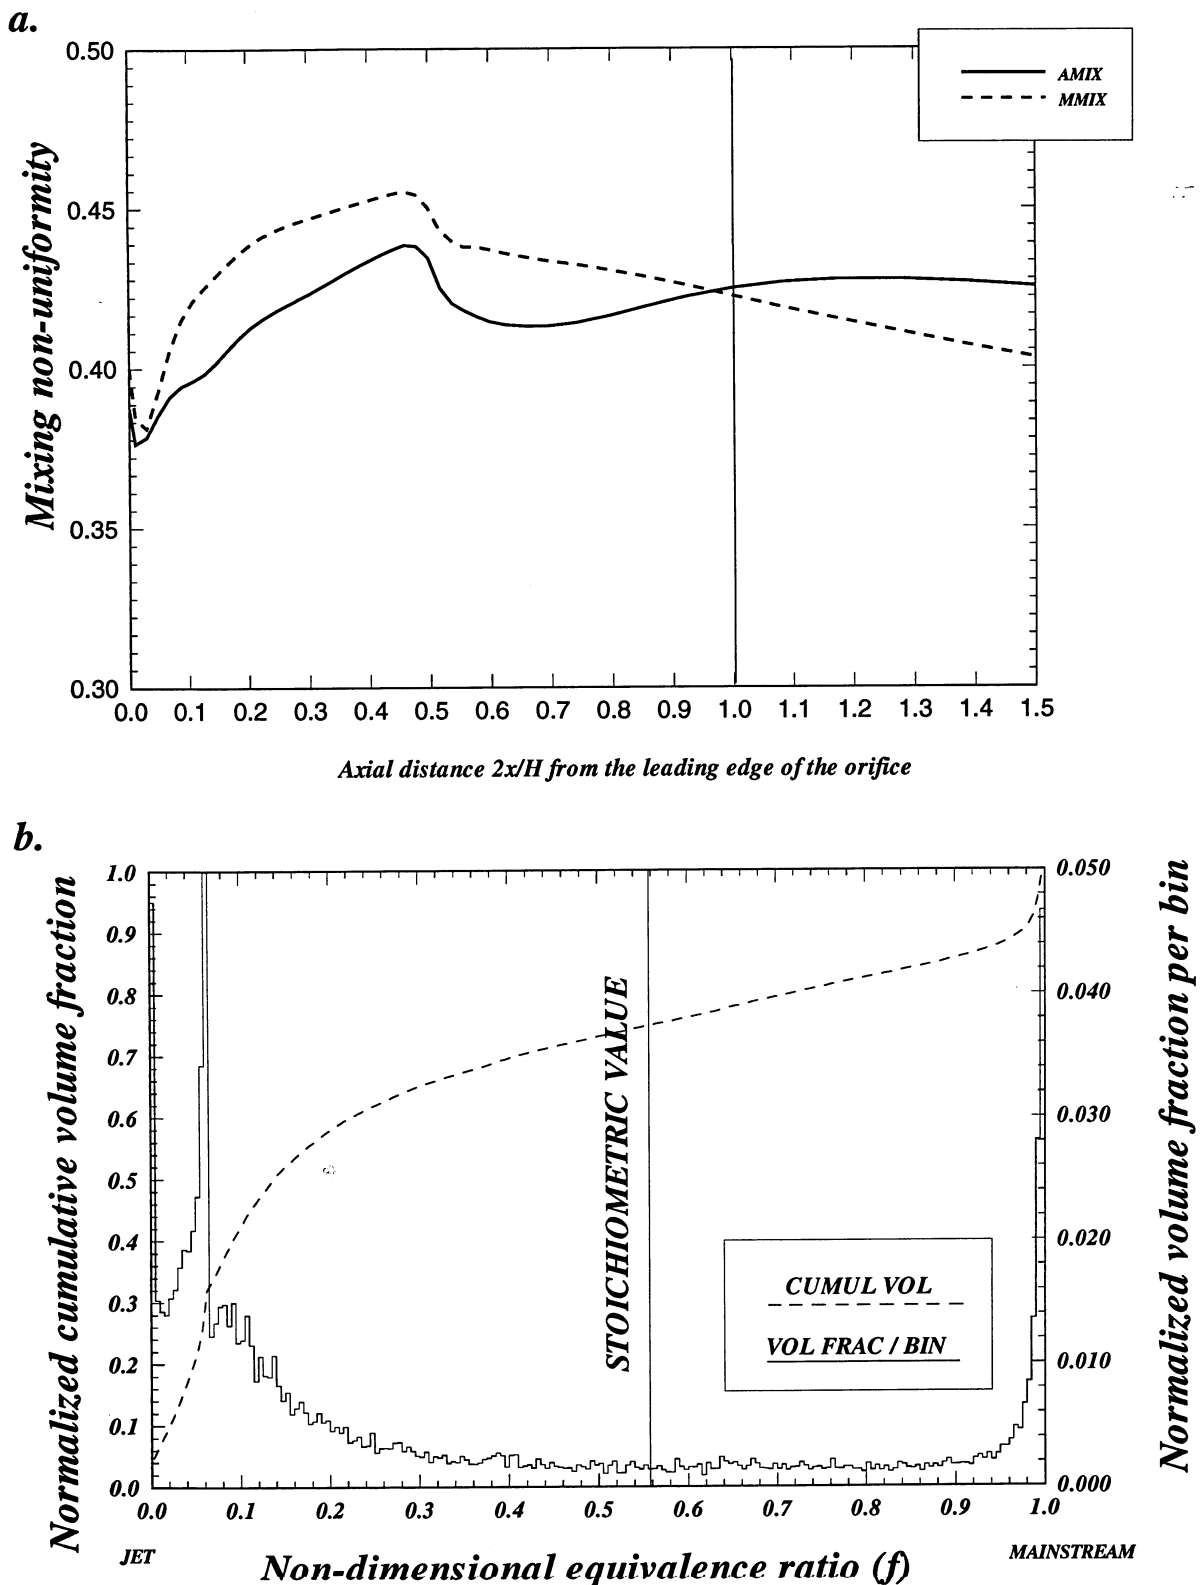 a.
0.50
0.45
0.40
0.35
0.30
Mixing non-uniformity
AMIX
MMIX
0.0 0.1 0.2 0.3 0.4 0.5 0.6 0.7 0.8 0.9 1.0 1.1 1.2 1.3 1.4 1.5
Axial distance 2x/H from the leading edge of the orifice
b.
1.0
0.9
0.8
0.7
0.6
0.5
0.4
0.3
0.2
0.1
0.0
Normalized cumulative volume fraction
STOICHIOMETRIC VALUE
CUMUL VOL
VOL FRAC / BIN
0.050
0.040
0.030
0.020
0.010
0.000
Normalized volume fraction per bin
0.0 0.1 0.2 0.3 0.4 0.5 0.6 0.7 0.8 0.9 1.0
JET
MAINSTREAM
Non-dimensional equivalence ratio (f)